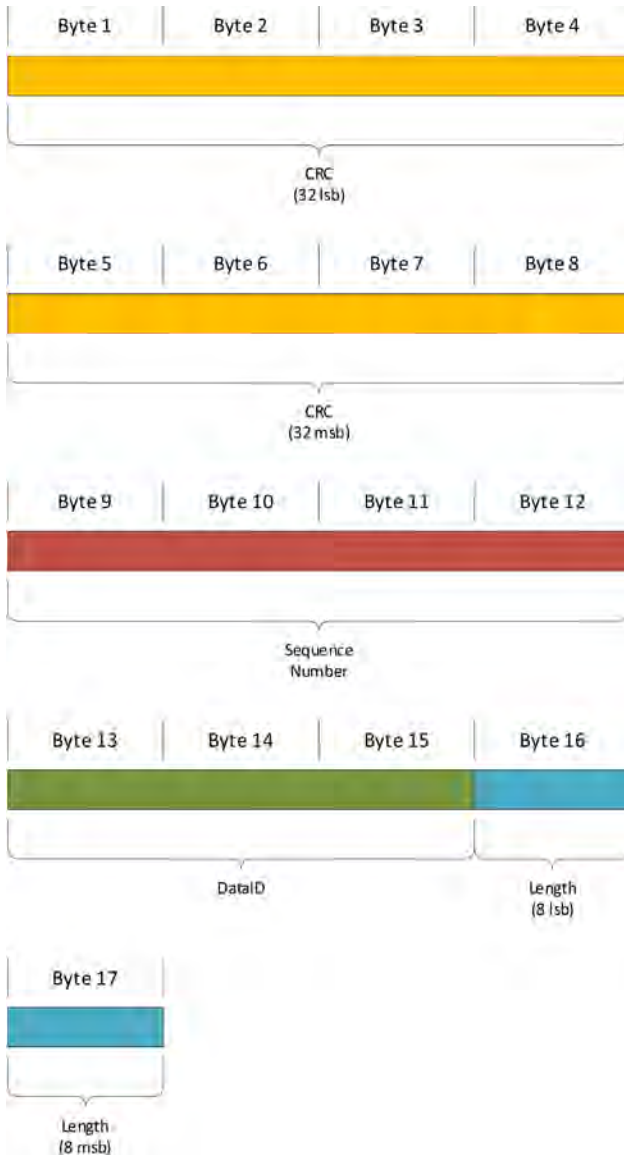 Byte 1 Byte 2 Byte 3 Byte 4
CRC
(32 lsb)
Byte 5 Byte 6 Byte 7 Byte 8
CRC
(32 msb)
Byte 9 Byte 10 Byte 11 Byte 12
Sequence
Number
Byte 13 Byte 14 Byte 15 Byte 16
DataID Length
(8 lsb)
Byte 17
Length
(8 msb)